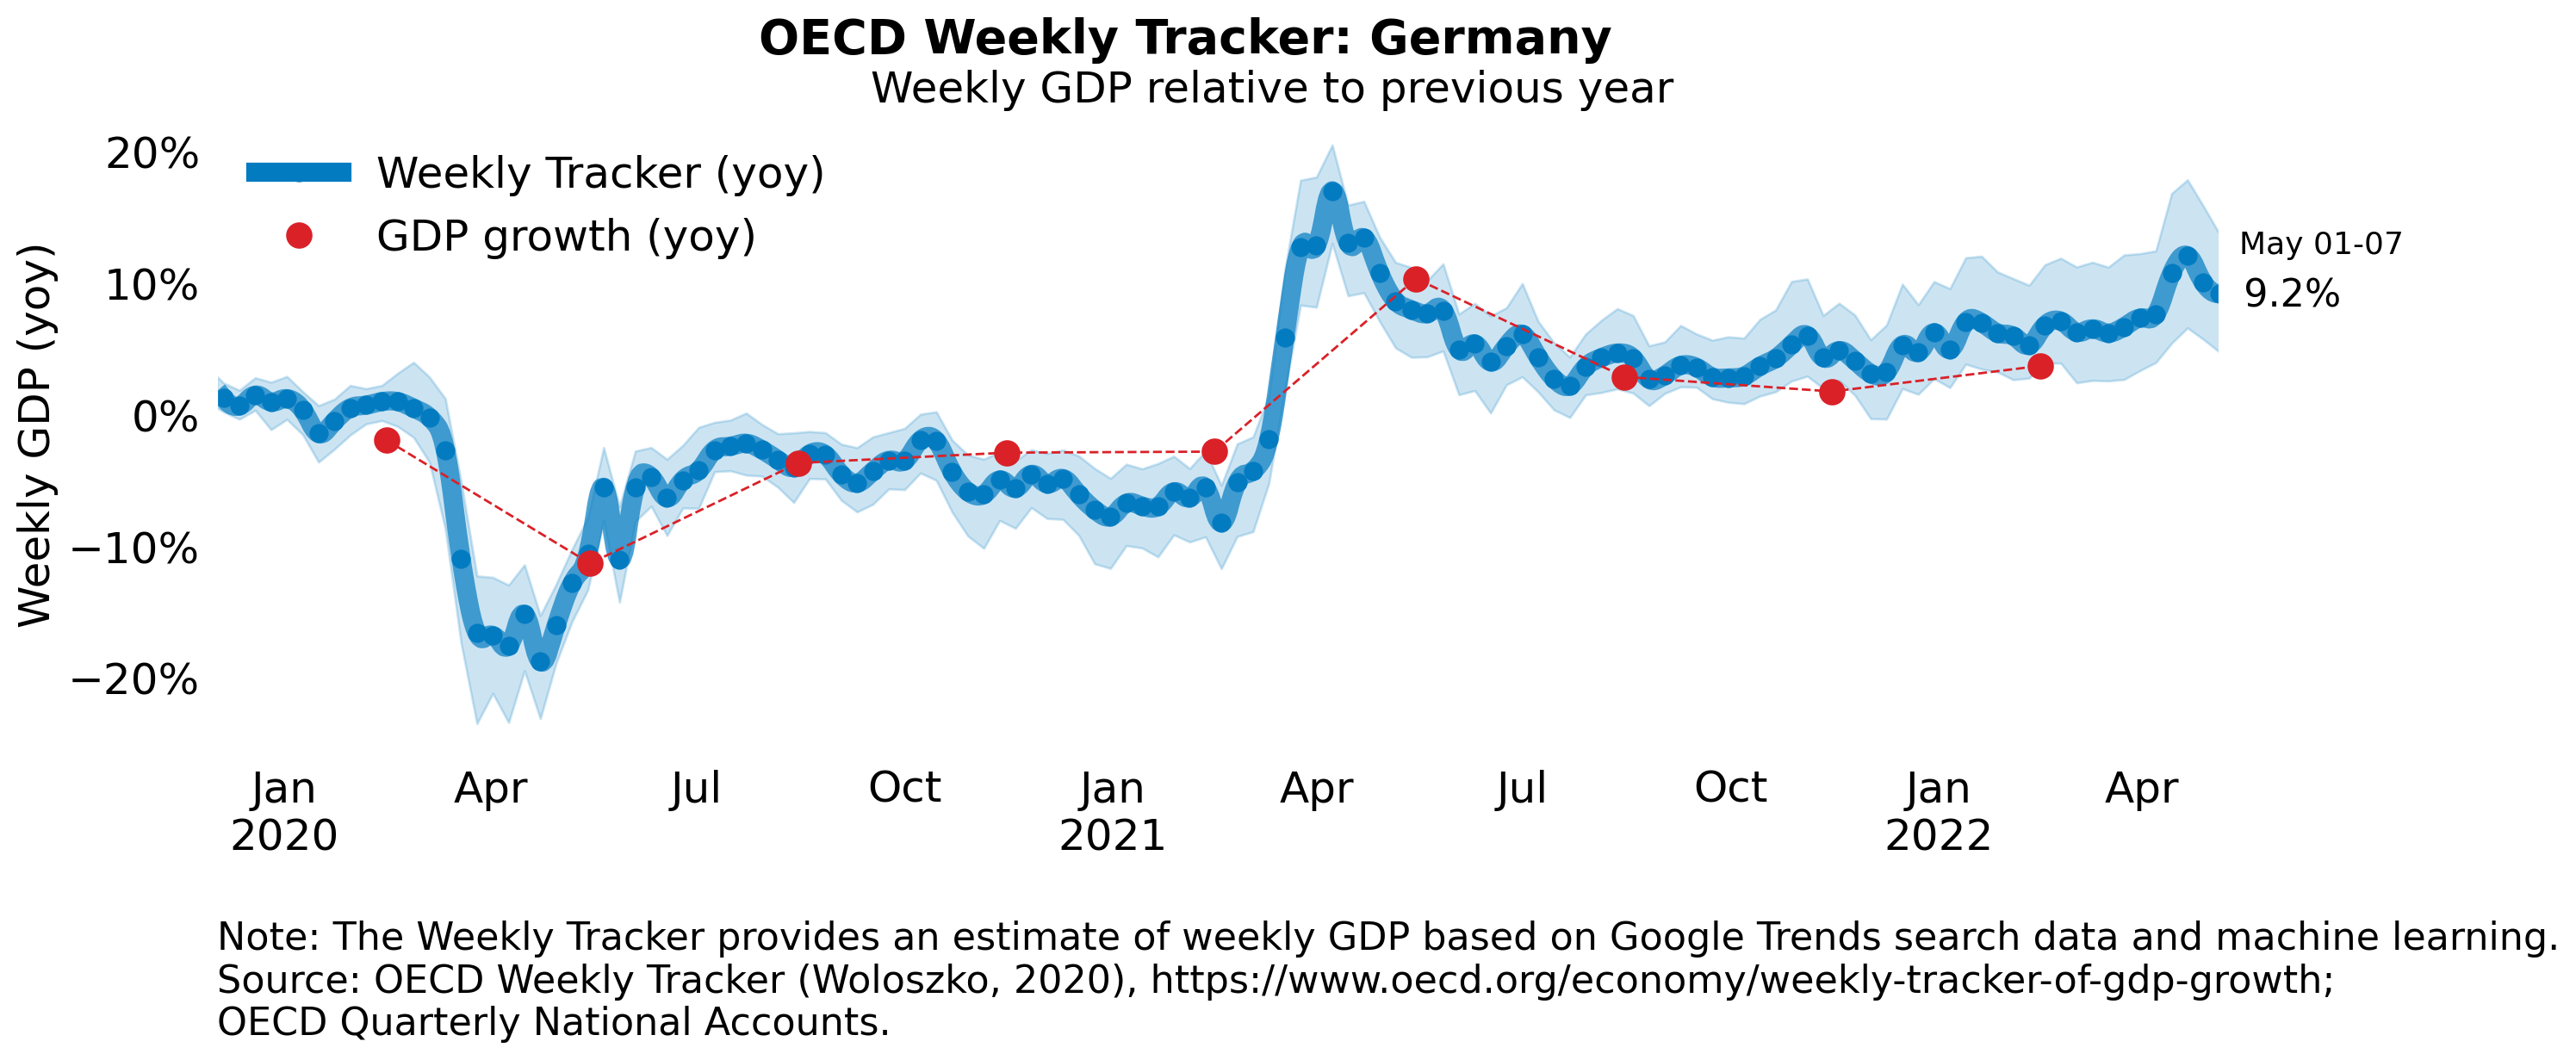 OECD Weekly Tracker: Germany
Weekly GDP relative to previous year
Weekly GDP (yoy)
20%
10%
0%
−10%
−20%
Weekly Tracker (yoy)
GDP growth (yoy)
May 01-07
9.2%
Jan Apr Jul Oct Jan Apr Jul Oct Jan Apr
2020 2021 2022
Note: The Weekly Tracker provides an estimate of weekly GDP based on Google Trends search data and machine learning.
Source: OECD Weekly Tracker (Woloszko, 2020), https://www.oecd.org/economy/weekly-tracker-of-gdp-growth;
OECD Quarterly National Accounts.